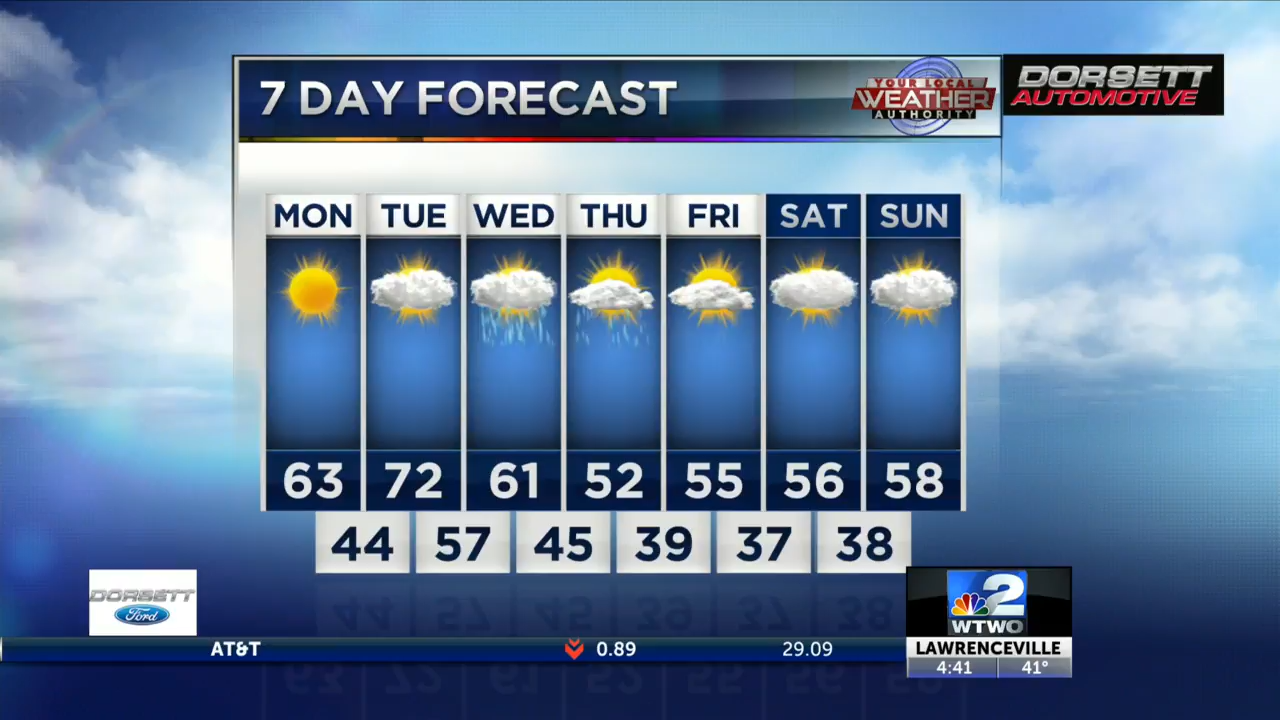 7 DAY FORECAST
YOUR LOCAL
WEATHER
AUTHORITY
DORSETT
AUTOMOTIVE
MON TUE WED THU FRI SAT SUN
63 72 61 52 55 56 58
44 57 45 39 37 38
DORSETT
Ford
2
WTWO
AT&T 0.89 29.09
LAWRENCEVILLE
4:41 41°